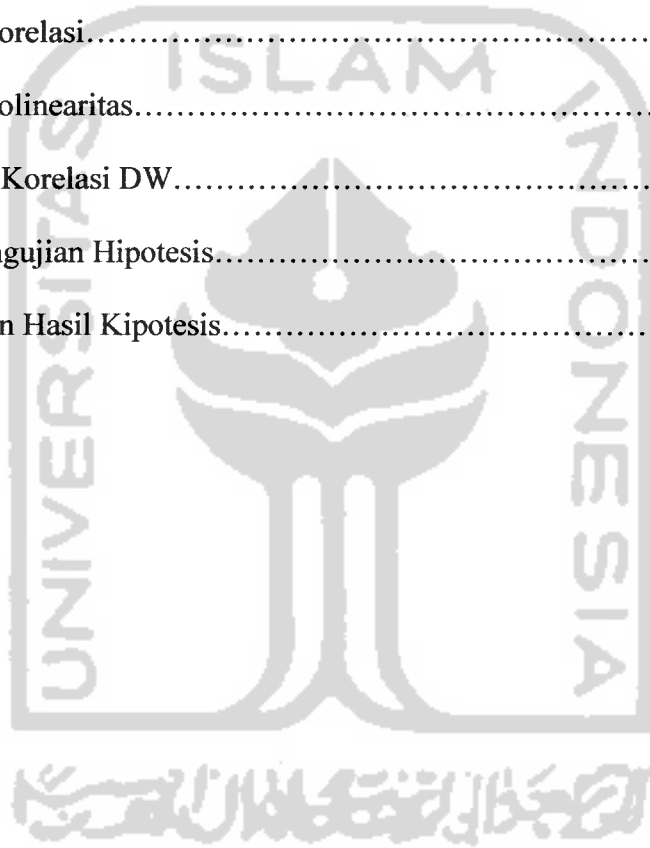 orelasi
olinearitas
Korelasi DW
ngujian Hipotesis
n Hasil Kipotesis
ISLAM
UNIVERSITAS
INDONESIA